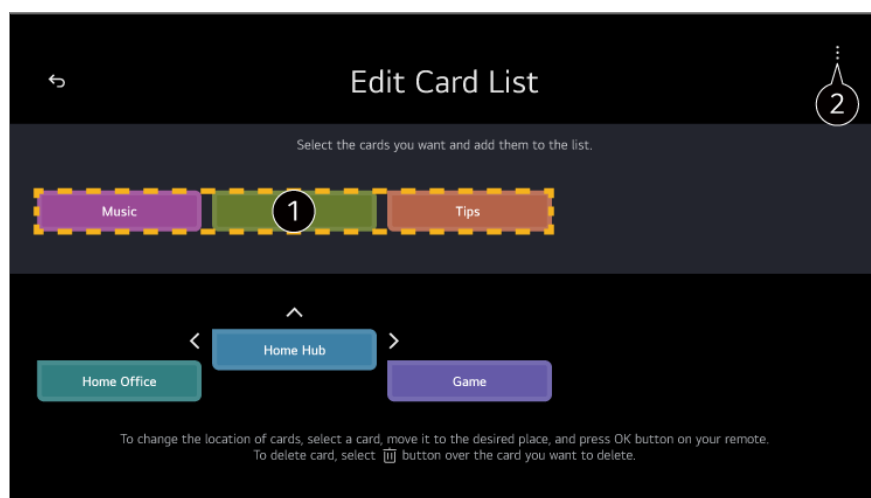 Edit Card List
2
Select the cards you want and add them to the list.
Music
1
Tips
Home Hub
Home Office
Game
To change the location of cards, select a card, move it to the desired place, and press OK button on your remote.
To delete card, select button over the card you want to delete.